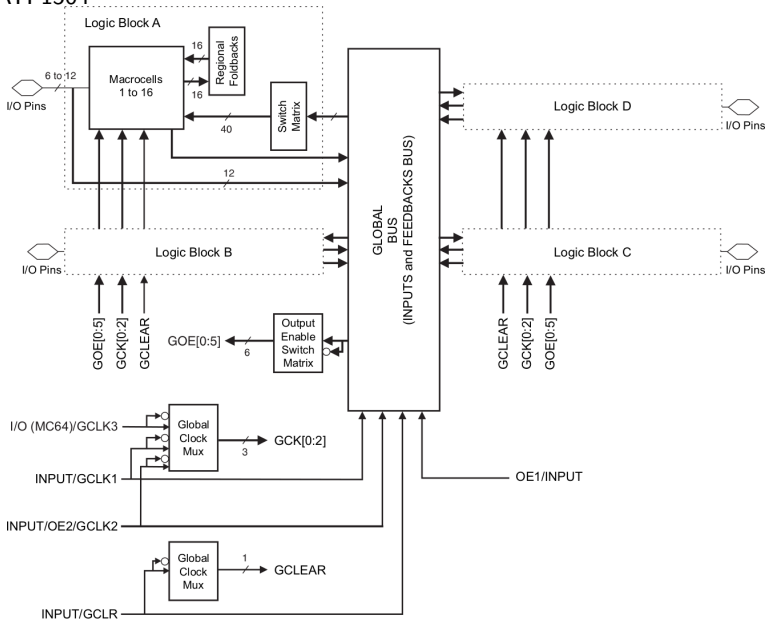 Logic Block A
16
Regional
Foldbacks
16
Macrocells
1 to 16
6 to 12
I/O Pins
40
Switch
Matrix
12
GLOBAL
BUS
(INPUTS and FEEDBACKS BUS)
Logic Block D
I/O Pins
Logic Block B
I/O Pins
Logic Block C
I/O Pins
GOE[0:5]
GCK[0:2]
GCLEAR
GCLEAR
GCK[0:2]
GOE[0:5]
GOE[0:5]
6
Output
Enable
Switch
Matrix
I/O (MC64)/GCLK3
Global
Clock
Mux
3
GCK[0:2]
INPUT/GCLK1
OE1/INPUT
INPUT/OE2/GCLK2
Global
Clock
Mux
1
GCLEAR
INPUT/GCLR